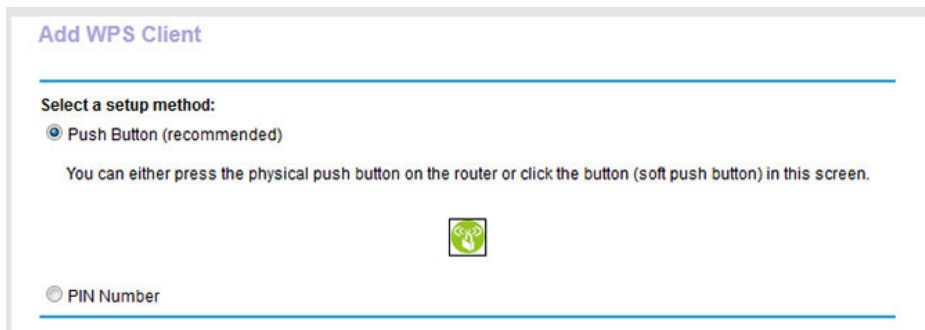 Add WPS Client
Select a setup method:
Push Button (recommended)
You can either press the physical push button on the router or click the button (soft push button) in this screen.
PIN Number